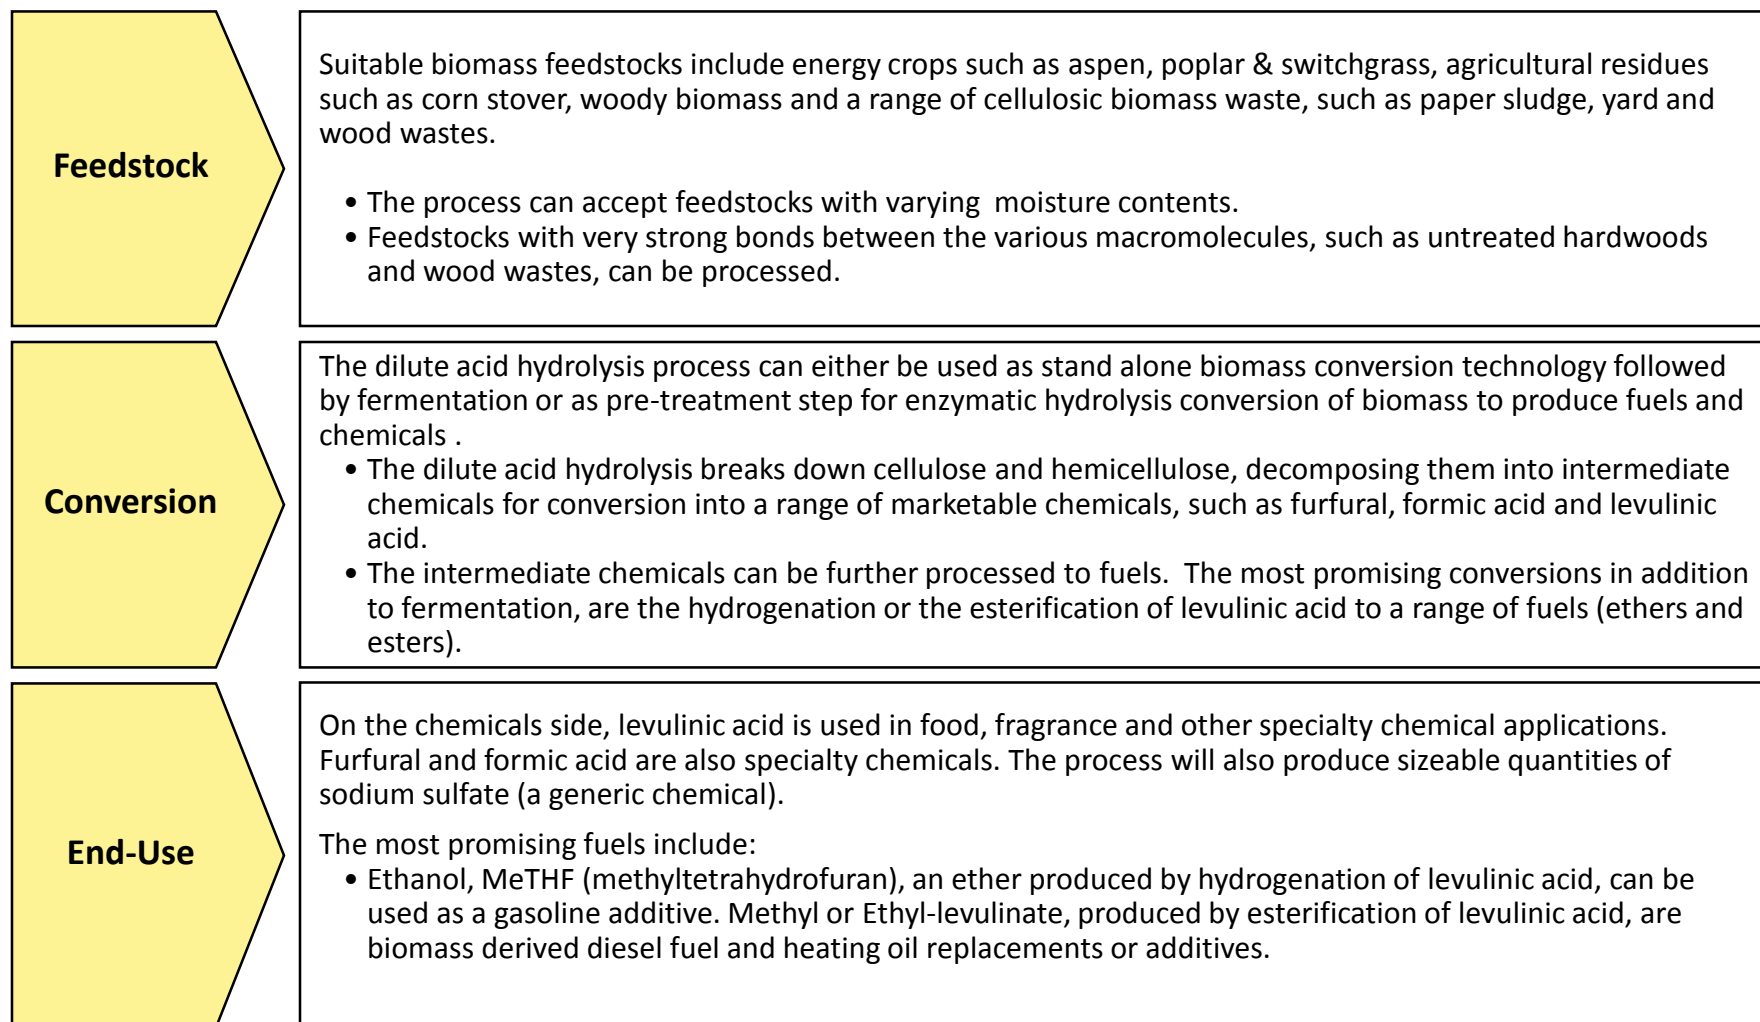 Feedstock
Suitable biomass feedstocks include energy crops such as aspen, poplar & switchgrass, agricultural residues
such as corn stover, woody biomass and a range of cellulosic biomass waste, such as paper sludge, yard and
wood wastes.
• The process can accept feedstocks with varying  moisture contents.
• Feedstocks with very strong bonds between the various macromolecules, such as untreated hardwoods
and wood wastes, can be processed.
Conversion
The dilute acid hydrolysis process can either be used as stand alone biomass conversion technology followed
by fermentation or as pre-treatment step for enzymatic hydrolysis conversion of biomass to produce fuels and
chemicals .
• The dilute acid hydrolysis breaks down cellulose and hemicellulose, decomposing them into intermediate
chemicals for conversion into a range of marketable chemicals, such as furfural, formic acid and levulinic
acid.
• The intermediate chemicals can be further processed to fuels.  The most promising conversions in addition
to fermentation, are the hydrogenation or the esterification of levulinic acid to a range of fuels (ethers and
esters).
End-Use
On the chemicals side, levulinic acid is used in food, fragrance and other specialty chemical applications.
Furfural and formic acid are also specialty chemicals. The process will also produce sizeable quantities of
sodium sulfate (a generic chemical).
The most promising fuels include:
• Ethanol, MeTHF (methyltetrahydrofuran), an ether produced by hydrogenation of levulinic acid, can be
used as a gasoline additive. Methyl or Ethyl-levulinate, produced by esterification of levulinic acid, are
biomass derived diesel fuel and heating oil replacements or additives.